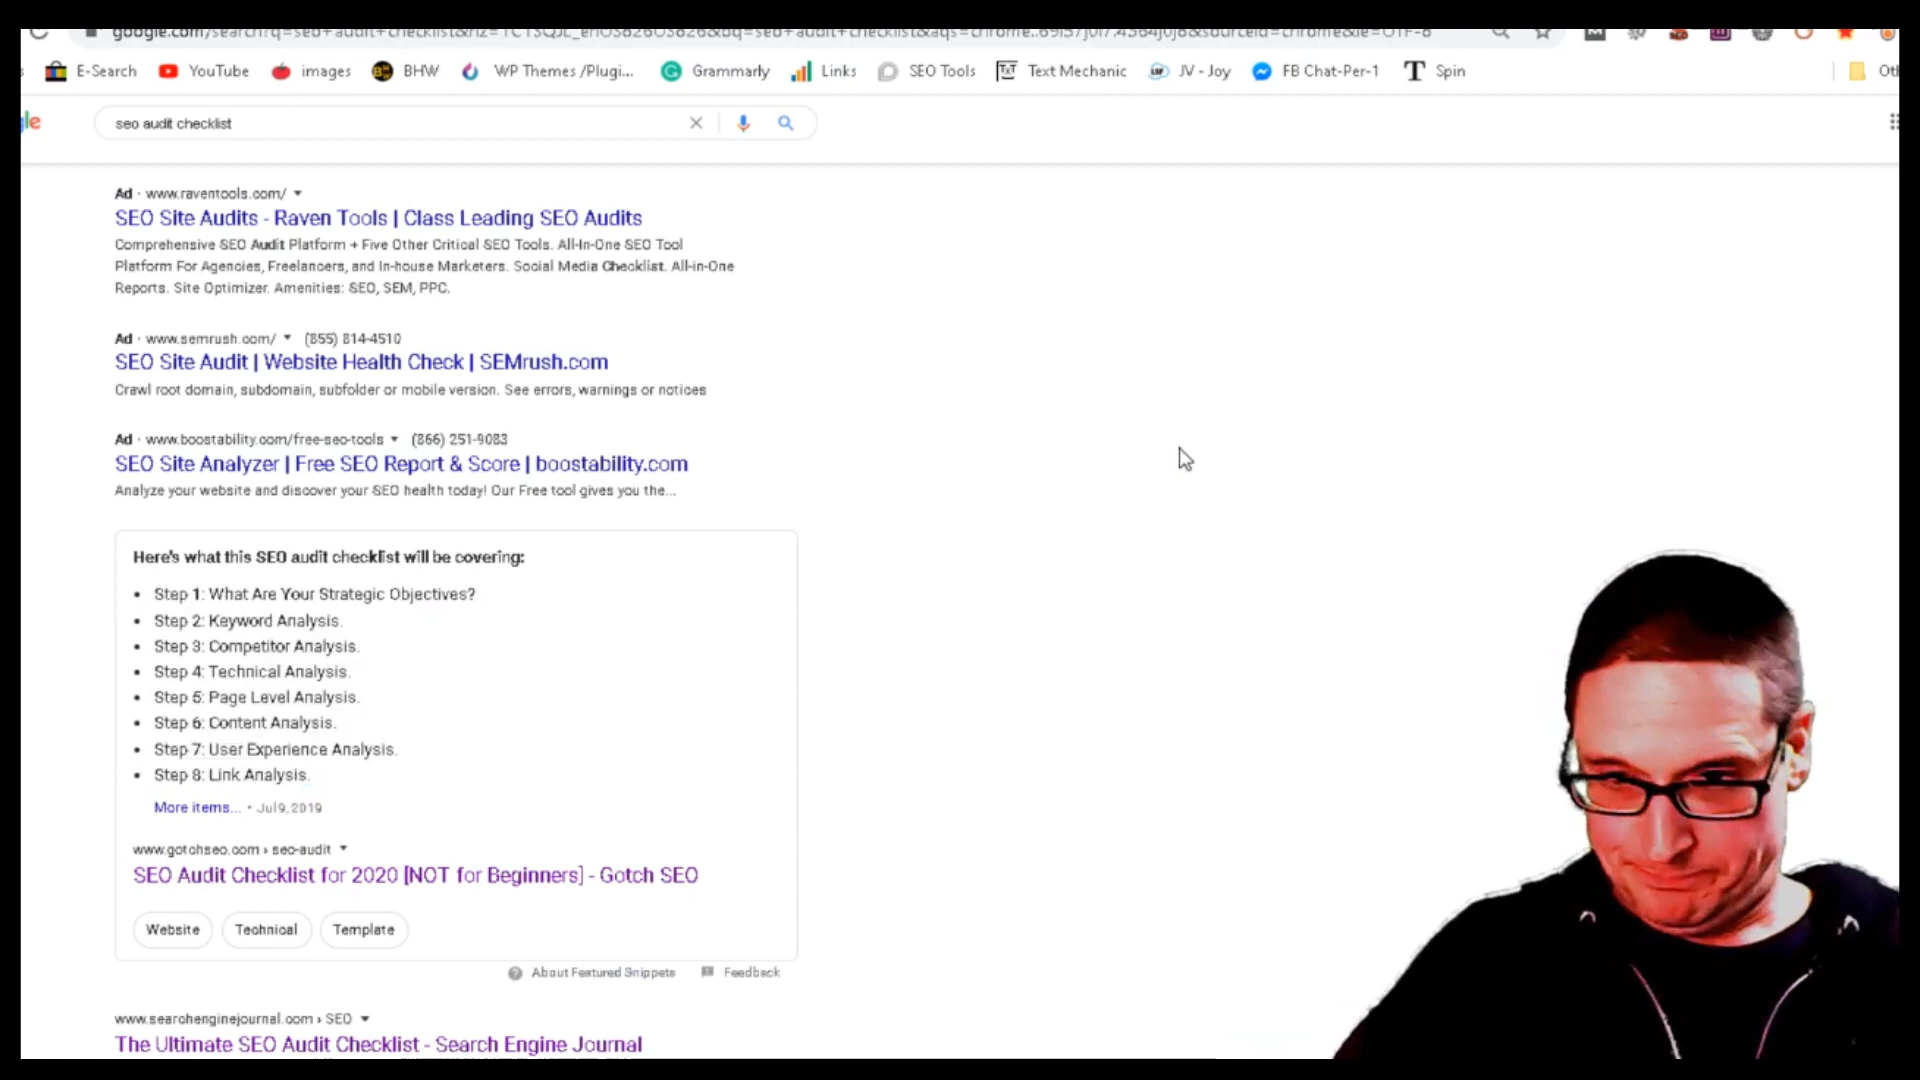 E-Search YouTube images BHW WP Themes /Plugi... Grammarly Links SEO Tools Text Mechanic JV - Joy FB Chat-Per-1 Spin
seo audit checklist
Ad · www.raventools.com/
SEO Site Audits - Raven Tools | Class Leading SEO Audits
Comprehensive SEO Audit Platform + Five Other Critical SEO Tools. All-In-One SEO Tool
Platform For Agencies, Freelancers, and In-house Marketers. Social Media Checklist. All-in-One
Reports. Site Optimizer. Amenities: SEO, SEM, PPC.
Ad · www.semrush.com/ (855) 814-4510
SEO Site Audit | Website Health Check | SEMrush.com
Crawl root domain, subdomain, subfolder or mobile version. See errors, warnings or notices
Ad · www.boostability.com/free-seo-tools (866) 251-9083
SEO Site Analyzer | Free SEO Report & Score | boostability.com
Analyze your website and discover your SEO health today! Our Free tool gives you the...
Here's what this SEO audit checklist will be covering:
• Step 1: What Are Your Strategic Objectives?
• Step 2: Keyword Analysis.
• Step 3: Competitor Analysis.
• Step 4: Technical Analysis.
• Step 5: Page Level Analysis.
• Step 6: Content Analysis.
• Step 7: User Experience Analysis.
• Step 8: Link Analysis.
More items... • Jul 9, 2019
www.gotchseo.com › seo-audit
SEO Audit Checklist for 2020 [NOT for Beginners] - Gotch SEO
Website Technical Template
About Featured Snippets Feedback
www.searchenginejournal.com › SEO
The Ultimate SEO Audit Checklist - Search Engine Journal